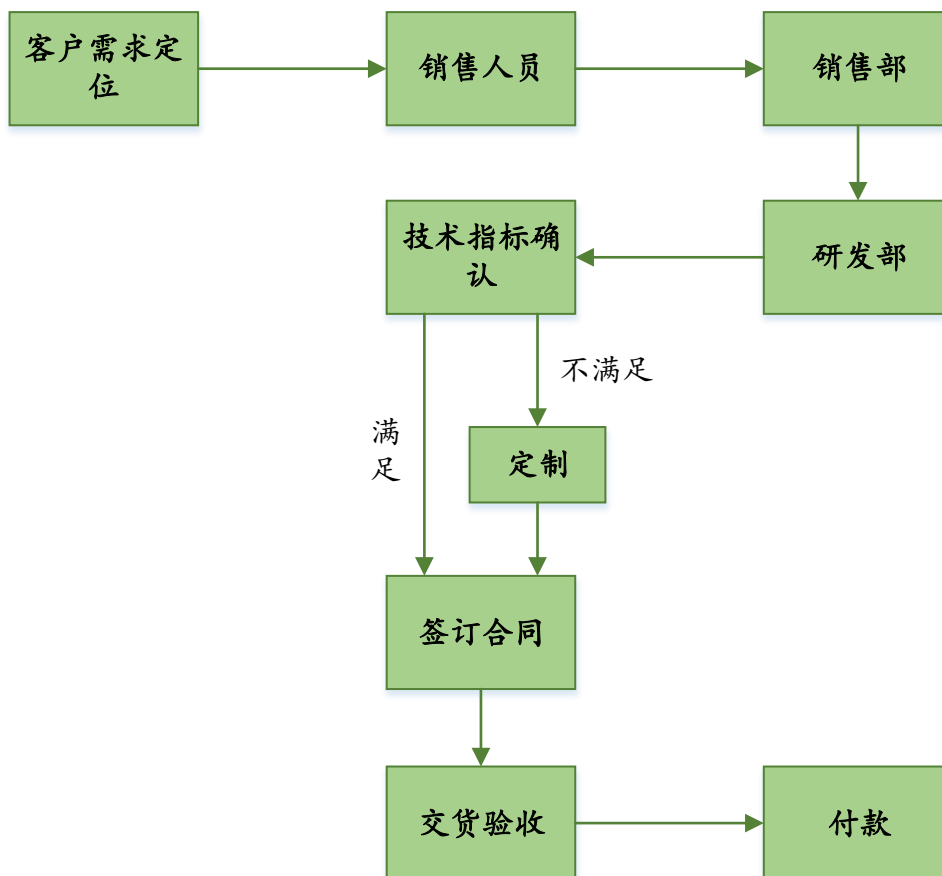 客户需求定
位
销售人员
销售部
技术指标确
认
研发部
不满足
满
足
定制
签订合同
交货验收
付款